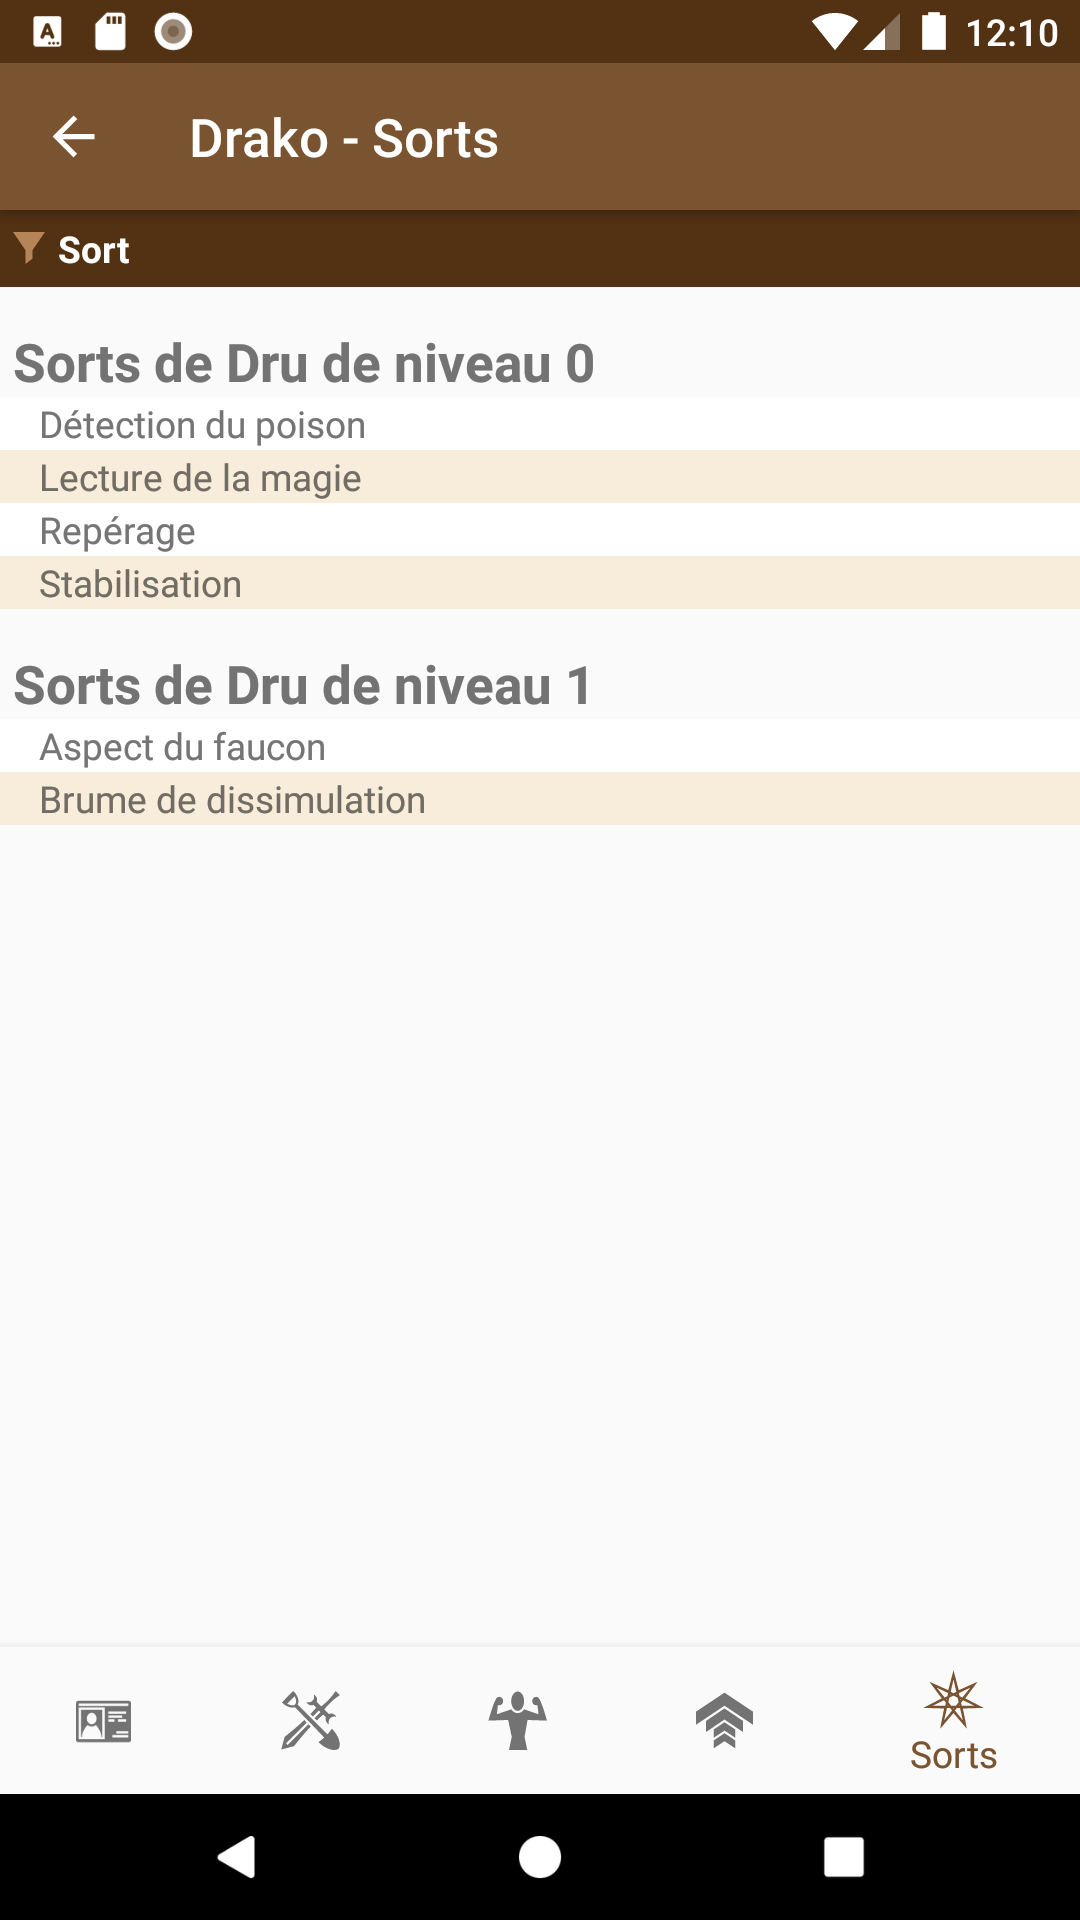 12:10
Drako - Sorts
Sort
Sorts de Dru de niveau 0
Détection du poison
Lecture de la magie
Repérage
Stabilisation
Sorts de Dru de niveau 1
Aspect du faucon
Brume de dissimulation
Sorts